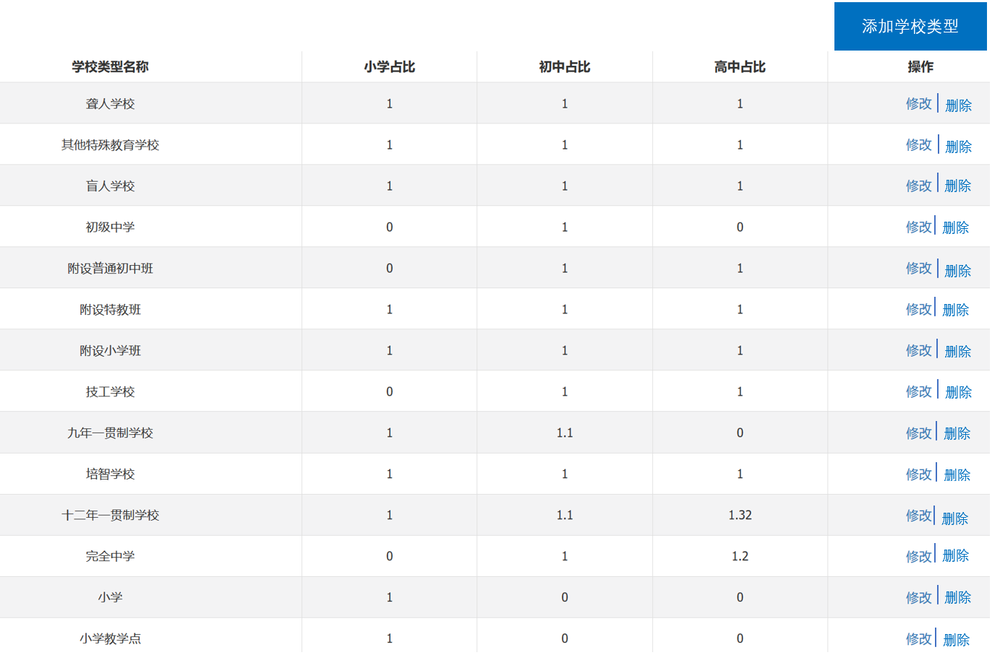 添加学校类型
学校类型名称 小学占比 初中占比 高中占比 操作
聋人学校 1 1 1 修改 | 删除
其他特殊教育学校 1 1 1 修改 | 删除
盲人学校 1 1 1 修改 | 删除
初级中学 0 1 0 修改 | 删除
附设普通初中班 0 1 1 修改 | 删除
附设特教班 1 1 1 修改 | 删除
附设小学班 1 1 1 修改 | 删除
技工学校 0 1 1 修改 | 删除
九年一贯制学校 1 1.1 0 修改 | 删除
培智学校 1 1 1 修改 | 删除
十二年一贯制学校 1 1.1 1.32 修改 | 删除
完全中学 0 1 1.2 修改 | 删除
小学 1 0 0 修改 | 删除
小学教学点 1 0 0 修改 | 删除